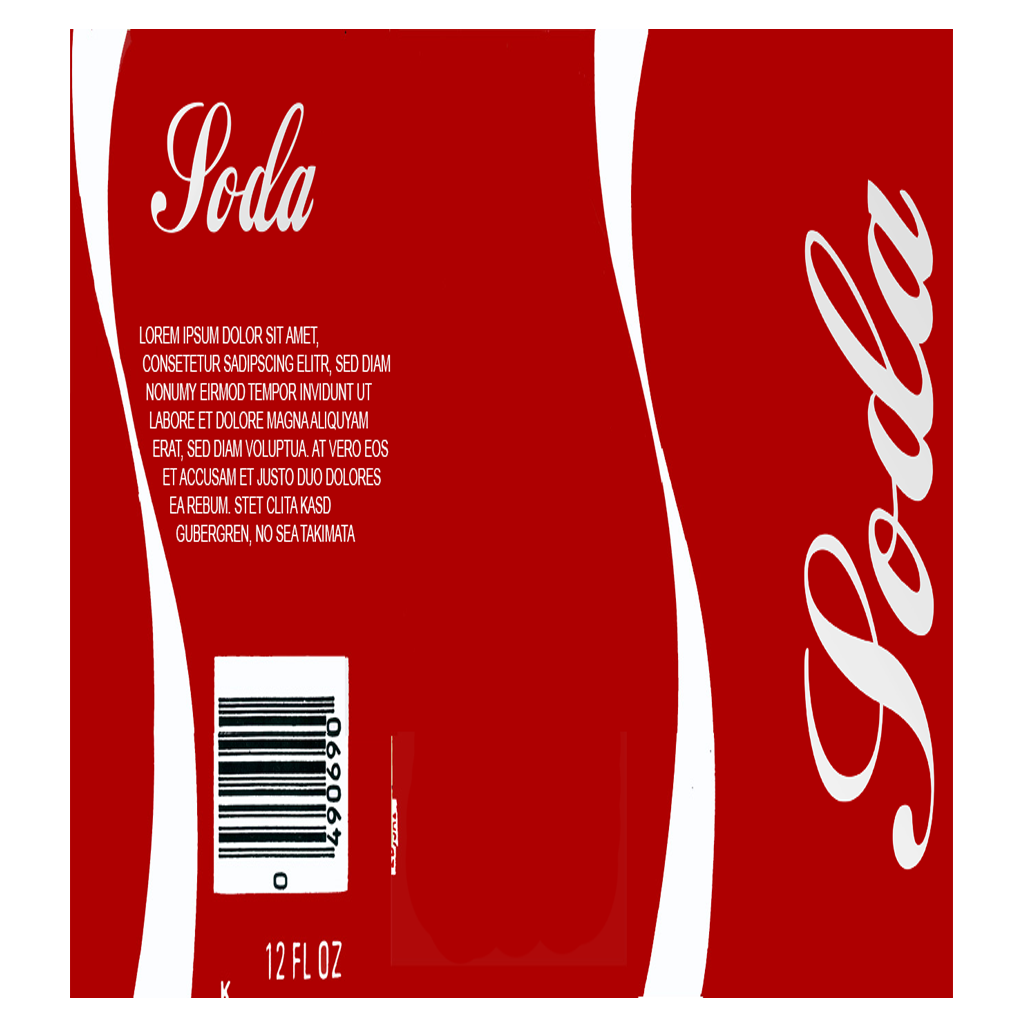 Soda
LOREM IPSUM DOLOR SIT AMET,
CONSETETUR SADIPSCING ELITR, SED DIAM
NONUMY EIRMOD TEMPOR INVIDUNT UT
LABORE ET DOLORE MAGNA ALIQUYAM
ERAT, SED DIAM VOLUPTUA. AT VERO EOS
ET ACCUSAM ET JUSTO DUO DOLORES
EA REBUM. STET CLITA KASD
GUBERGREN, NO SEA TAKIMATA
0 490690
12 FL OZ
K
Soda